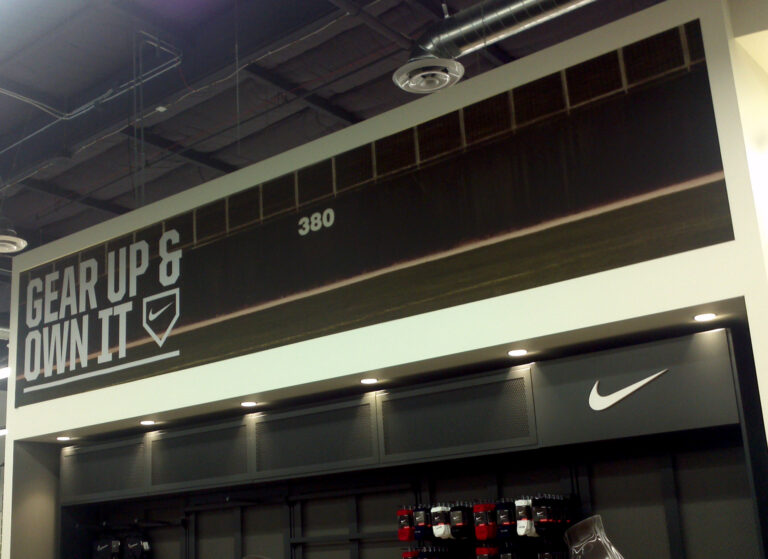 GEAR UP &
OWN IT
380